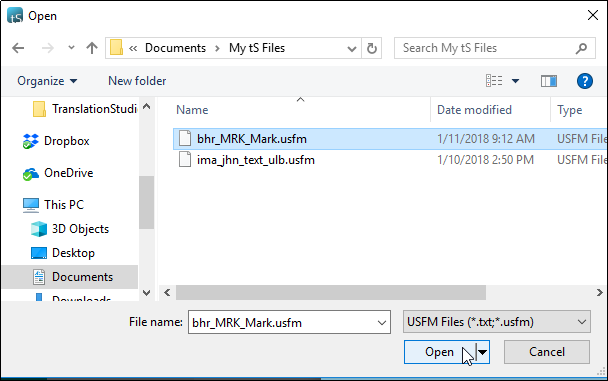 tS Open
« Documents > My tS Files
Search My tS Files
Organize New folder
?
Name Date modified Type
TranslationStudi
Dropbox
OneDrive
This PC
3D Objects
Desktop
Documents
Downloads
bhr_MRK_Mark.usfm 1/11/2018 9:12 AM USFM File
ima_jhn_text_ulb.usfm 1/10/2018 2:50 PM USFM File
File name: bhr_MRK_Mark.usfm USFM Files (*.txt;*.usfm)
Open Cancel